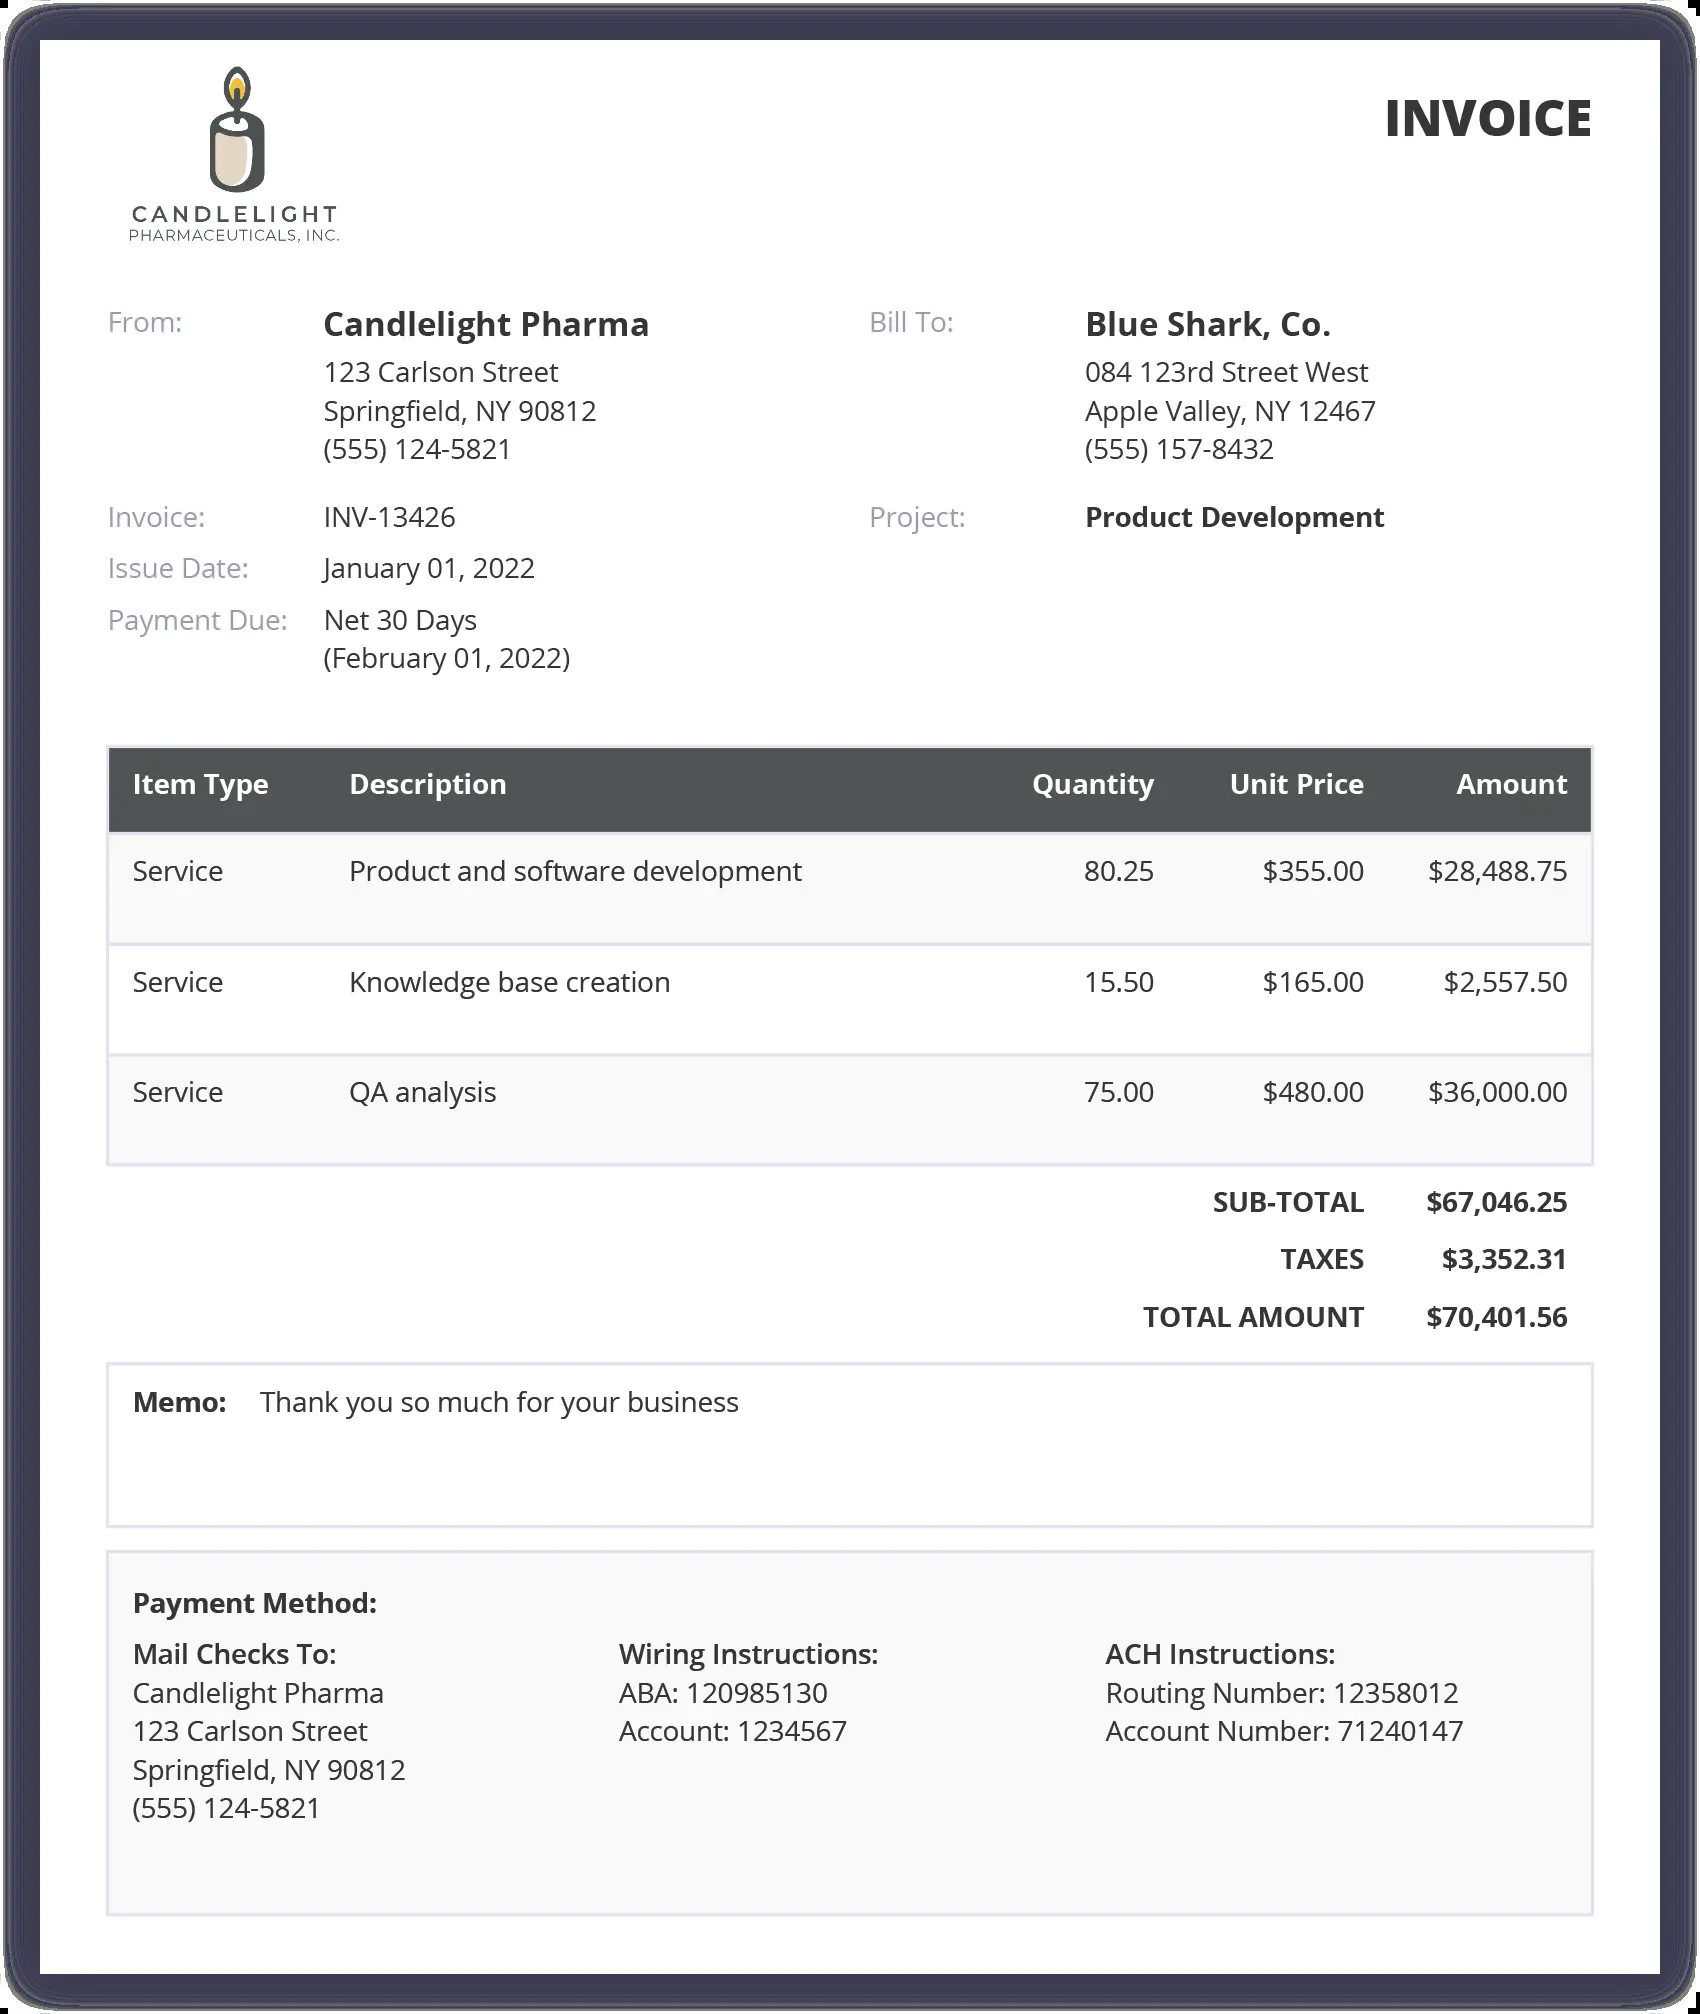 CANDLELIGHT
PHARMACEUTICALS, INC.
INVOICE
From:
Candlelight Pharma
123 Carlson Street
Springfield, NY 90812
(555) 124-5821
Bill To:
Blue Shark, Co.
084 123rd Street West
Apple Valley, NY 12467
(555) 157-8432
Invoice: INV-13426
Issue Date: January 01, 2022
Payment Due: Net 30 Days
(February 01, 2022)
Project: Product Development
Item Type Description Quantity Unit Price Amount
Service Product and software development 80.25 $355.00 $28,488.75
Service Knowledge base creation 15.50 $165.00 $2,557.50
Service QA analysis 75.00 $480.00 $36,000.00
SUB-TOTAL $67,046.25
TAXES $3,352.31
TOTAL AMOUNT $70,401.56
Memo: Thank you so much for your business
Payment Method:
Mail Checks To:
Candlelight Pharma
123 Carlson Street
Springfield, NY 90812
(555) 124-5821
Wiring Instructions:
ABA: 120985130
Account: 1234567
ACH Instructions:
Routing Number: 12358012
Account Number: 71240147